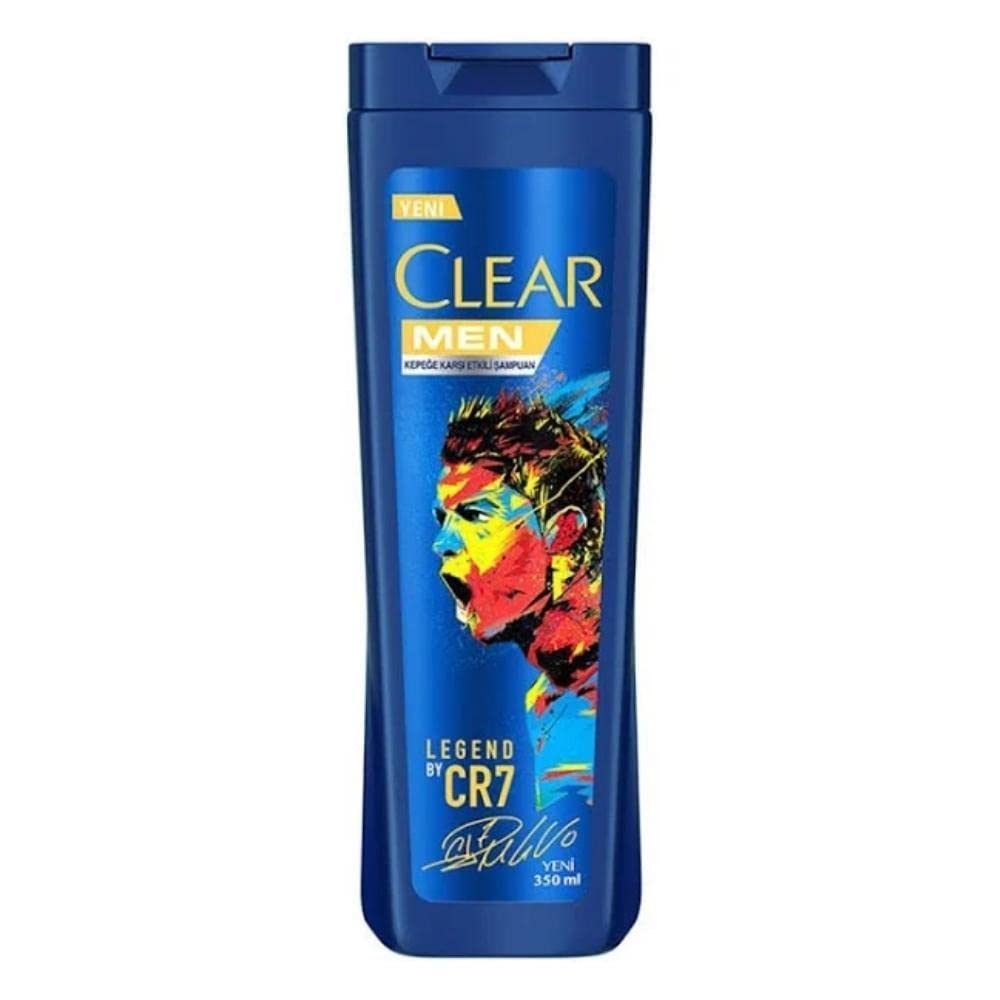 YENİ
CLEAR
MEN
KEPEĞE KARŞI ETKİLİ ŞAMPUAN
LEGEND
BY CR7
YENİ
350 ml